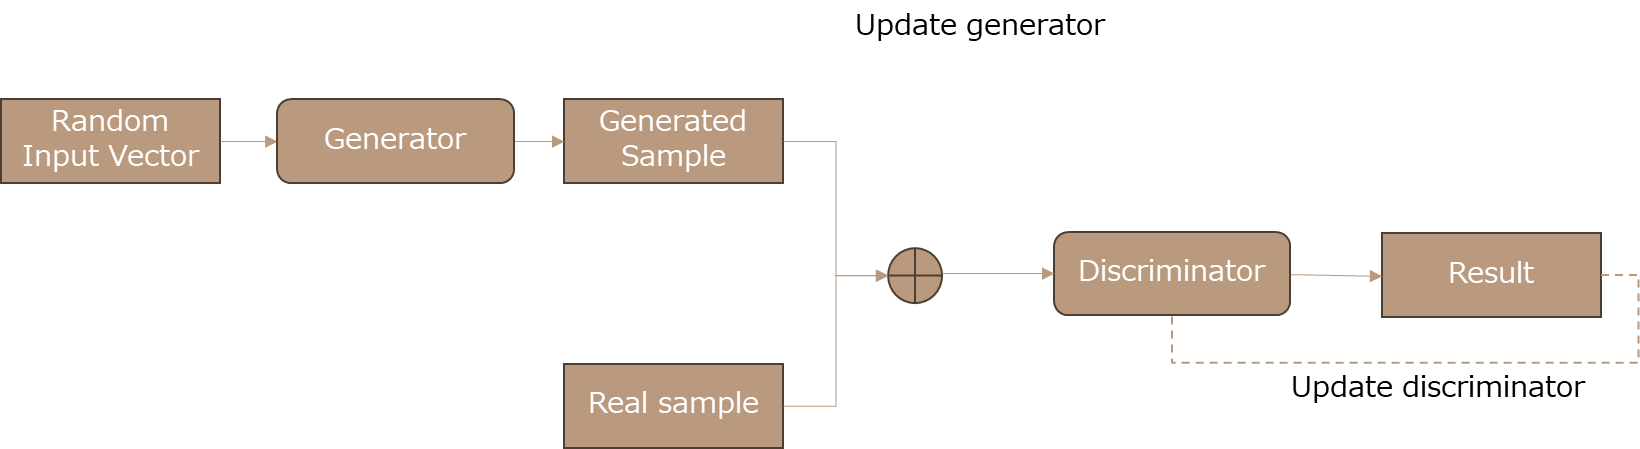 Update generator
Random
Input Vector
Generator
Generated
Sample
Discriminator
Result
Update discriminator
Real sample